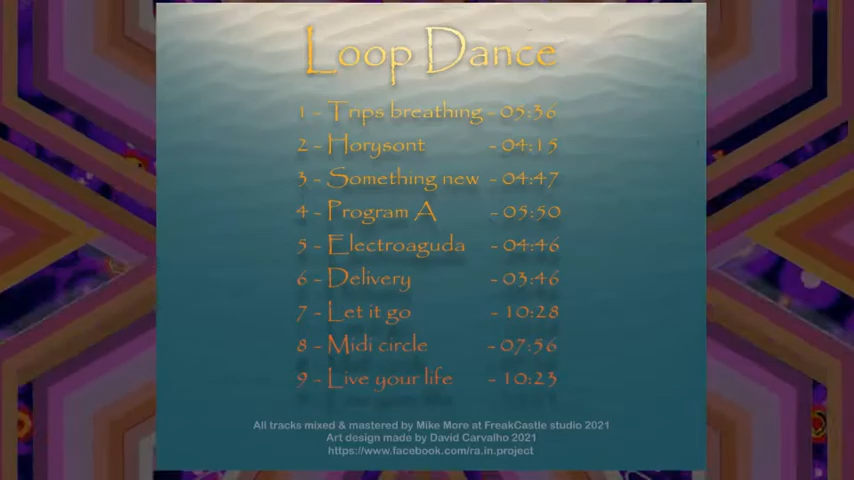 Loop Dance
1 - Trips breathing - 05:36
2 - Horysont - 04:15
3 - Something new - 04:47
4 - Program A - 05:50
5 - Electroaguda - 04:46
6 - Delivery - 03:46
7 - Let it go - 10:28
8 - Midi circle - 07:56
9 - Live your life - 10:23
All tracks mixed & mastered by Mike More at FreakCastle studio 2021
Art design made by David Carvalho 2021
https://www.facebook.com/ra.in.project